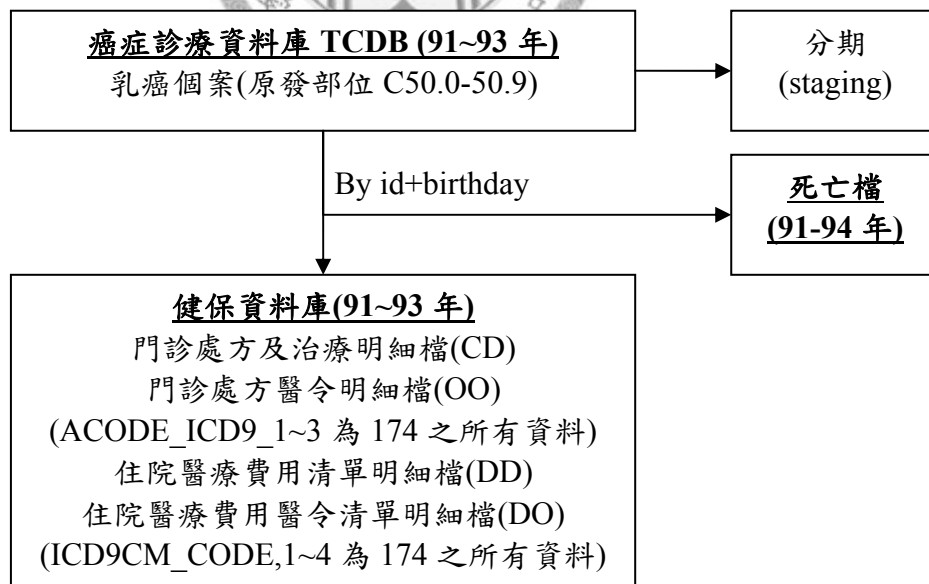 癌症診療資料庫 TCDB (91~93 年)
乳癌個案(原發部位 C50.0-50.9)
分期
(staging)
By id+birthday
死亡檔
(91-94 年)
健保資料庫(91~93 年)
門診處方及治療明細檔(CD)
門診處方醫令明細檔(OO)
(ACODE_ICD9_1~3 為 174 之所有資料)
住院醫療費用清單明細檔(DD)
住院醫療費用醫令清單明細檔(DO)
(ICD9CM_CODE,1~4 為 174 之所有資料)